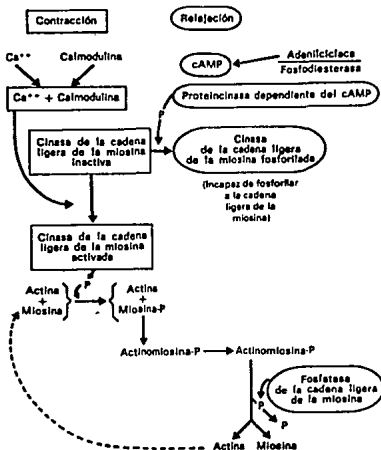 Contracción
Relejación
Ca++
Calmodulina
cAMP
Adenilciclasa
Fosfodiesterasa
Ca++ + Calmodulina
Proteincinasa dependiente del cAMP
P
Cinasa de la cadena
ligera de la miosina
inactiva
Cinasa
de la cadena ligera
de la miosina fosforilada
(Incapaz de fosforilar
a la cadena
ligera de la
miosina)
Cinasa de la cadena
ligera de la miosina
activada
P
Actina
+
Miosina
Actina
+
Miosina-P
Actinomiosina-P
Actinomiosina-P
Fosfatasa
de la cadena ligera
de la miosina
P
P
Actina
Miosina